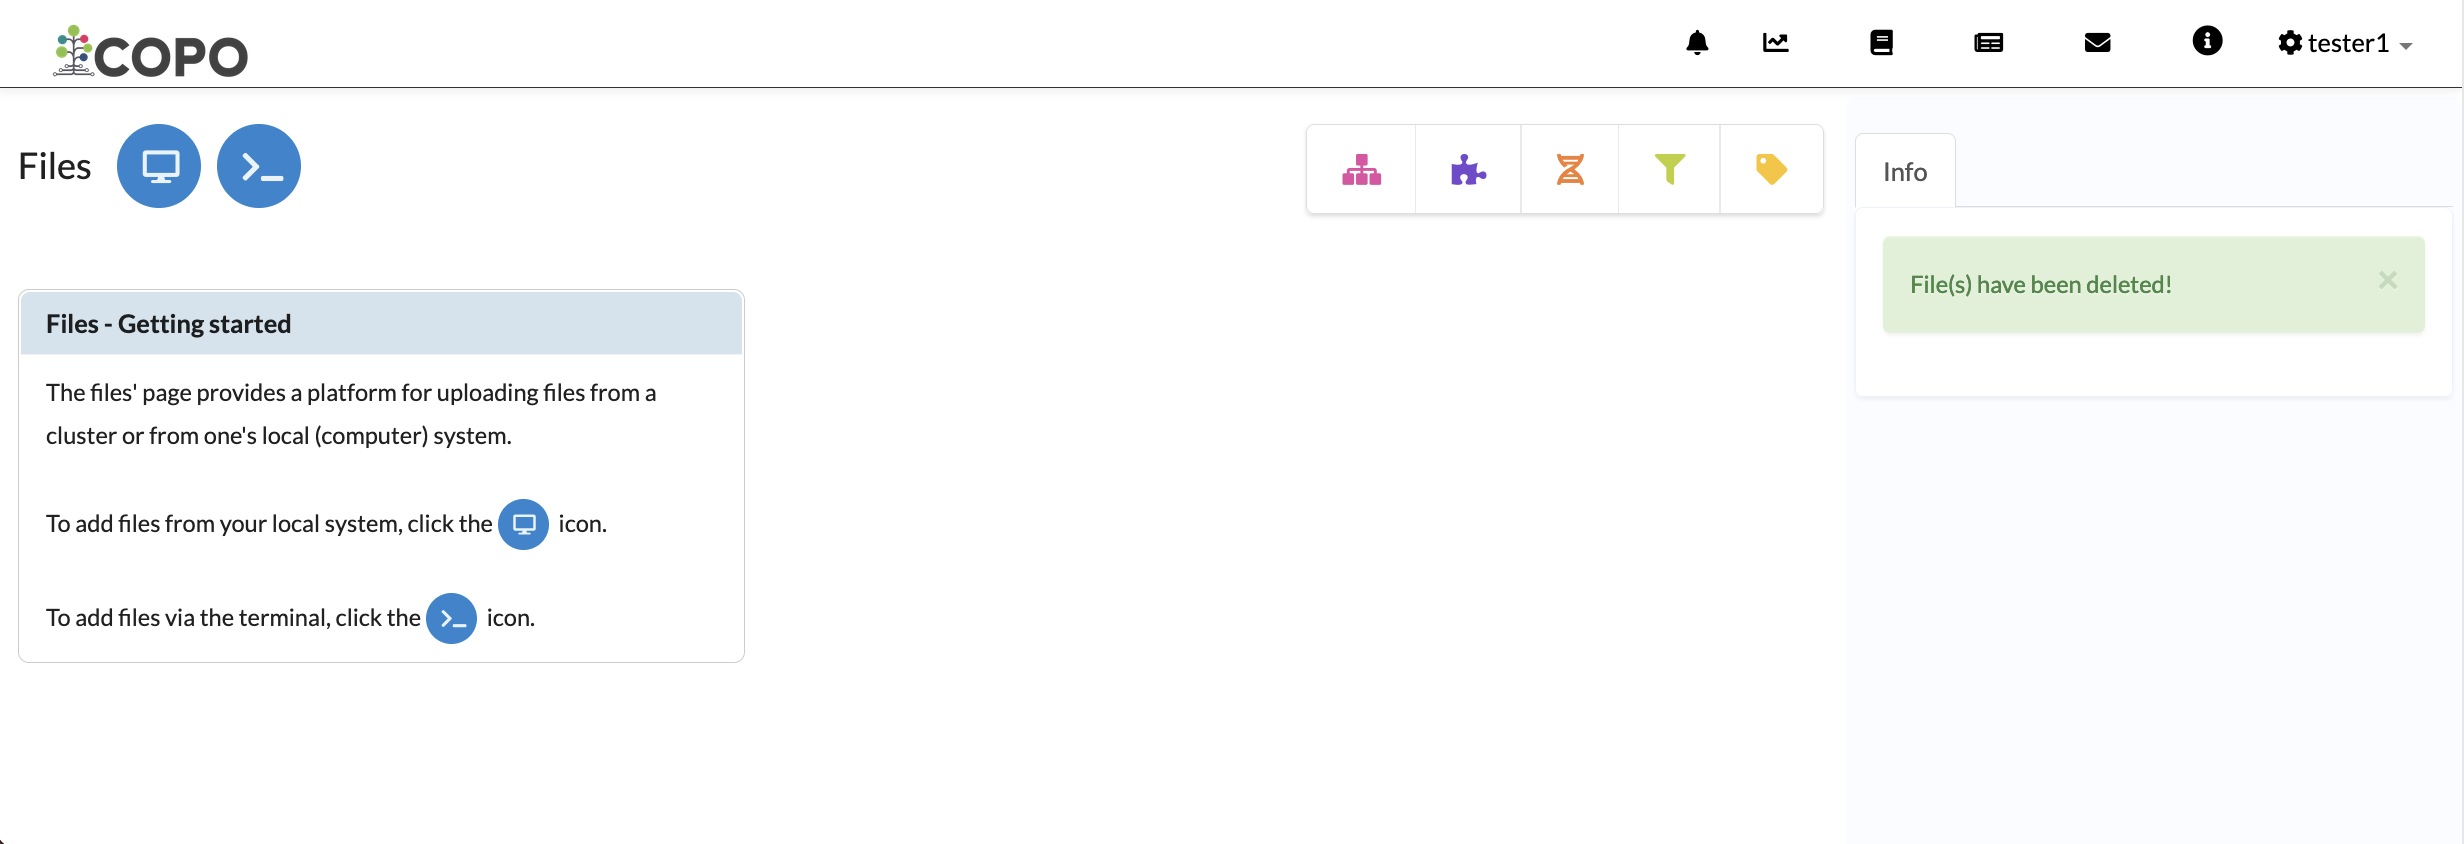 COPO
tester1
Files
Info
File(s) have been deleted!
×
Files - Getting started
The files' page provides a platform for uploading files from a
cluster or from one's local (computer) system.
To add files from your local system, click the icon.
To add files via the terminal, click the icon.